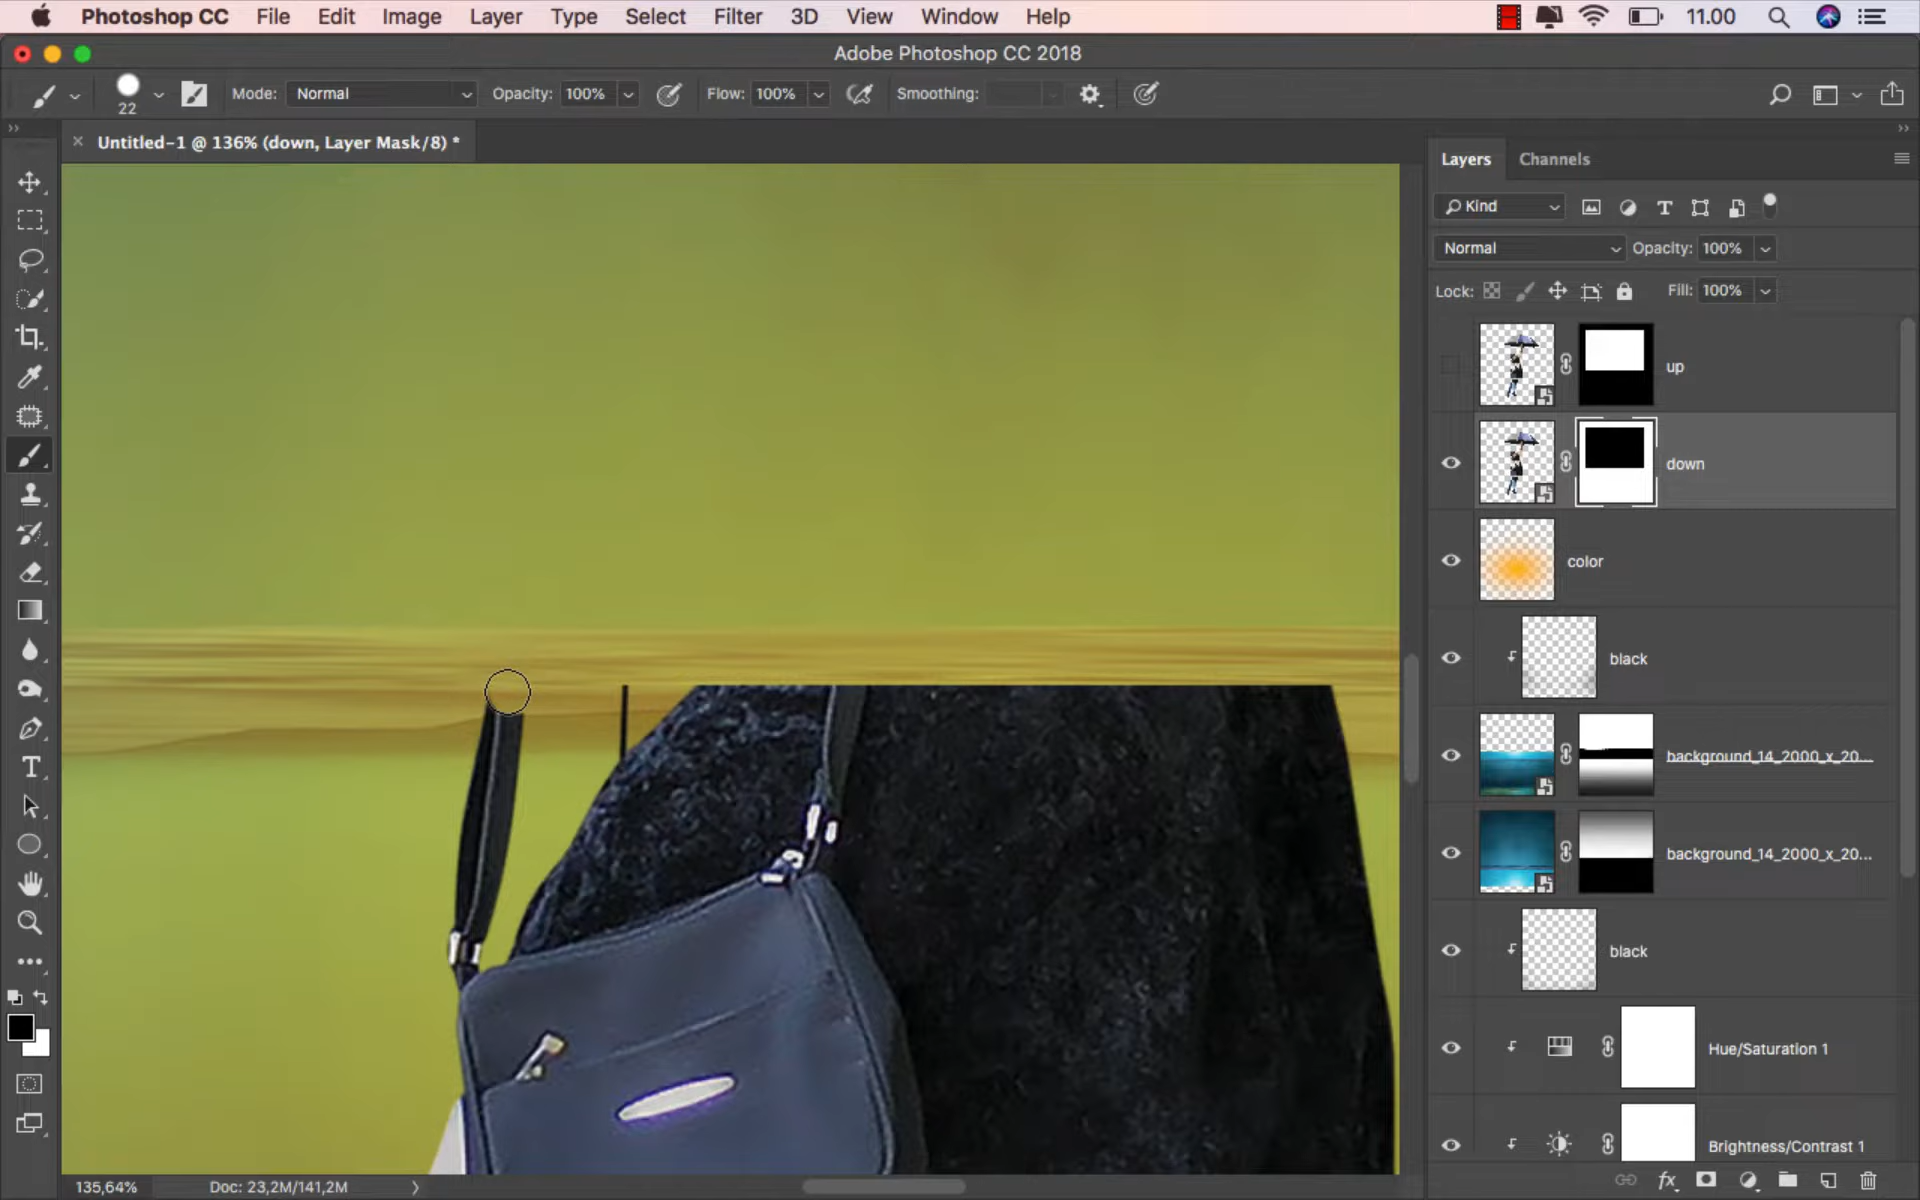 Photoshop CC File Edit Image Layer Type Select Filter 3D View Window Help 11.00
Adobe Photoshop CC 2018
22 Mode: Normal Opacity: 100% Flow: 100% Smoothing:
Untitled-1 @ 136% (down, Layer Mask/8) *
Layers Channels
Kind
Normal Opacity: 100%
Lock: Fill: 100%
up
down
color
black
background_14_2000_x_20...
background_14_2000_x_20...
black
Hue/Saturation 1
Brightness/Contrast 1
135,64% Doc: 23,2M/141,2M